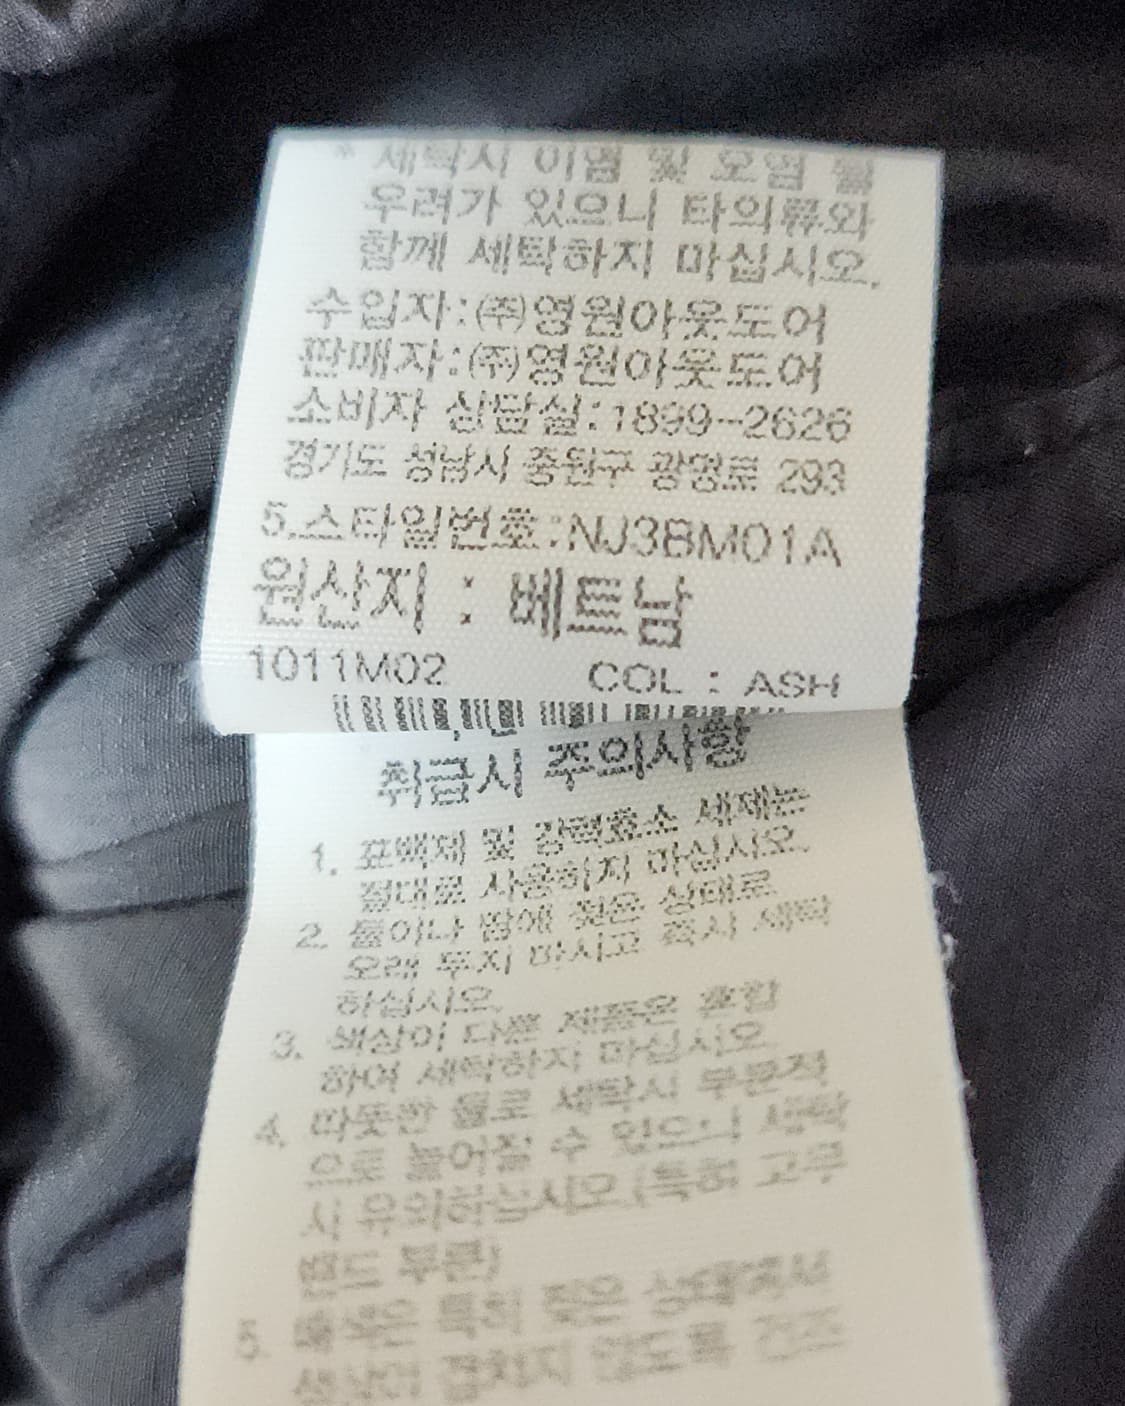 * 세탁시 이염 및 오염 될
우려가 있으니 타의류와
함께 세탁하지 마십시오.
수입자:㈜영원아웃도어
판매자:㈜영원아웃도어
소비자 상담실:1899-2626
경기도 성남시 중원구 광명로 293
5.스타일번호:NJ3BM01A
원산지 : 베트남
1011M02 COL : ASH
취급시 주의사항
1. 표백제 및 강력효소 세제는
절대로 사용하지 마십시오.
2. 물이나 땀에 젖은 상태로
오래 두지 마시고 즉시 세탁
하십시오.
3. 색상이 다른 제품은 혼합
하여 세탁하지 마십시오.
4. 따뜻한 물로 세탁시 부분적
으로 늘어질 수 있으니 세탁
시 유의하십시오.(특히 고무
밴드 부분)
5. 젖은 상태에서
않도록